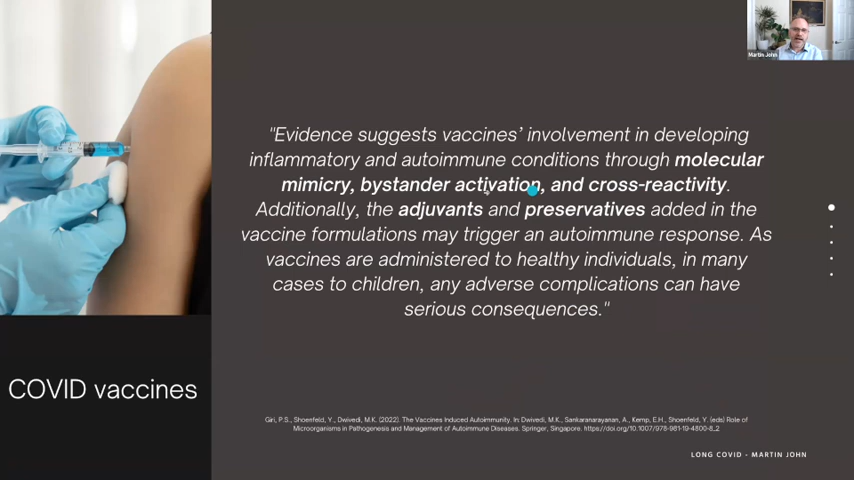 Martin John
"Evidence suggests vaccines’ involvement in developing
inflammatory and autoimmune conditions through molecular
mimicry, bystander activation, and cross-reactivity.
Additionally, the adjuvants and preservatives added in the
vaccine formulations may trigger an autoimmune response. As
vaccines are administered to healthy individuals, in many
cases to children, any adverse complications can have
serious consequences."
COVID vaccines
Giri, P.S., Shoenfeld, Y., Dwivedi, M.K. (2022). The Vaccines Induced Autoimmunity. In: Dwivedi, M.K., Sankaranarayanan, A., Kemp, E.H., Shoenfeld, Y. (eds) Role of
Microorganisms in Pathogenesis and Management of Autoimmune Diseases. Springer, Singapore. https://doi.org/10.1007/978-981-19-4800-8_2
LONG COVID - MARTIN JOHN